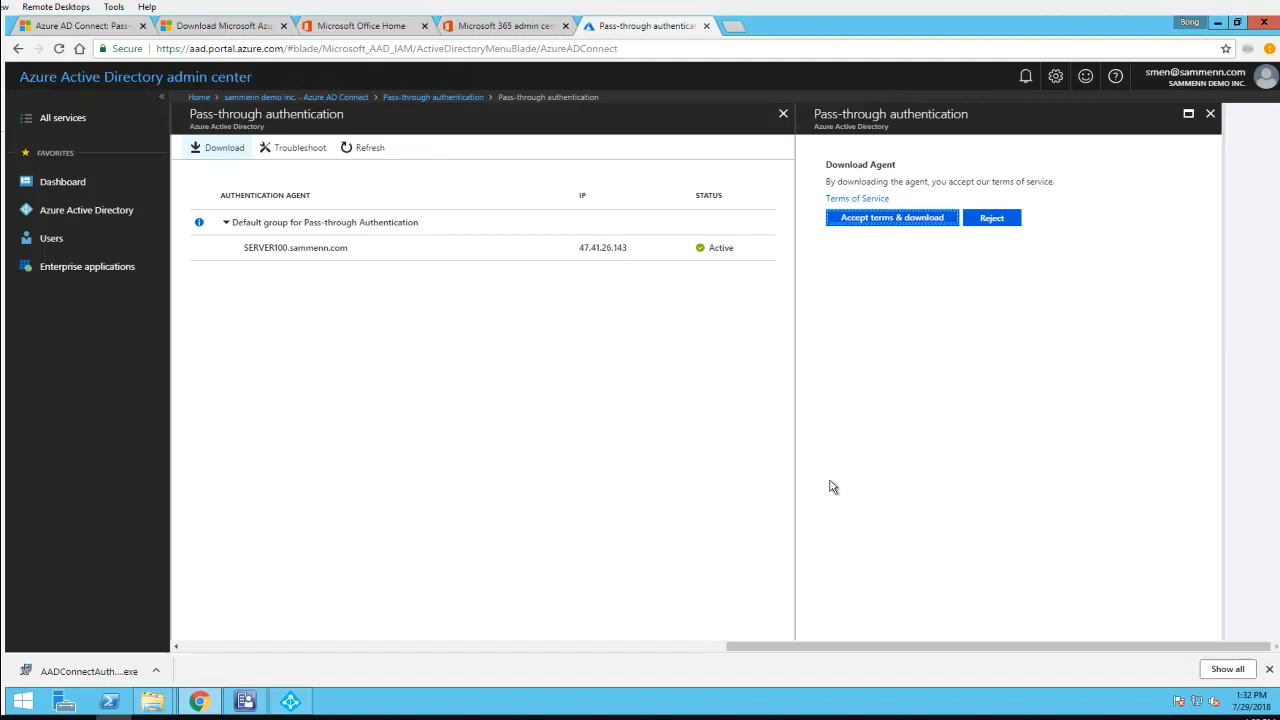 w Remote Desktops Tools Help
Azure AD Connect: Pass- Download Microsoft Azu Microsoft Office Home Microsoft 365 admin cen Pass-through authenticat Bong
Secure https://aad.portal.azure.com/#blade/Microsoft_AAD_IAM/ActiveDirectoryMenuBlade/AzureADConnect
Azure Active Directory admin center
smen@sammenn.com
SAMMENN DEMO INC.
Home > sammenn demo inc. - Azure AD Connect > Pass-through authentication > Pass-through authentication
All services
FAVORITES
Dashboard
Azure Active Directory
Users
Enterprise applications
Pass-through authentication
Azure Active Directory
Download Troubleshoot Refresh
AUTHENTICATION AGENT IP STATUS
Default group for Pass-through Authentication
SERVER100.sammenn.com 47.41.26.143 Active
Pass-through authentication
Azure Active Directory
Download Agent
By downloading the agent, you accept our terms of service.
Terms of Service
Accept terms & download Reject
AADConnectAuth....exe
Show all
1:32 PM
7/29/2018